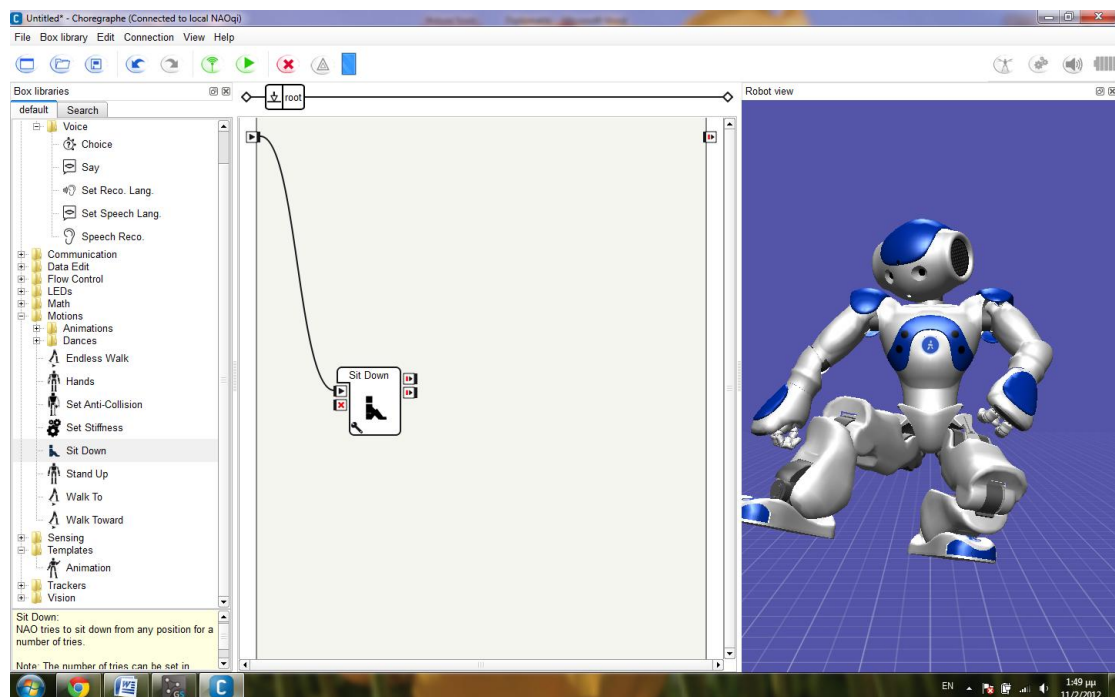 Untitled* - Choregraphe (Connected to local NAOqi)
File Box library Edit Connection View Help
Box libraries
default Search
Voice
Choice
Say
Set Reco. Lang.
Set Speech Lang.
Speech Reco.
Communication
Data Edit
Flow Control
LEDs
Math
Motions
Animations
Dances
Endless Walk
Hands
Set Anti-Collision
Set Stiffness
Sit Down
Stand Up
Walk To
Walk Toward
Sensing
Templates
Animation
Trackers
Vision
Sit Down:
NAO tries to sit down from any position for a
number of tries.
Note: The number of tries can be set in
root
Sit Down
Robot view
EN
1:49 μμ
11/2/2012